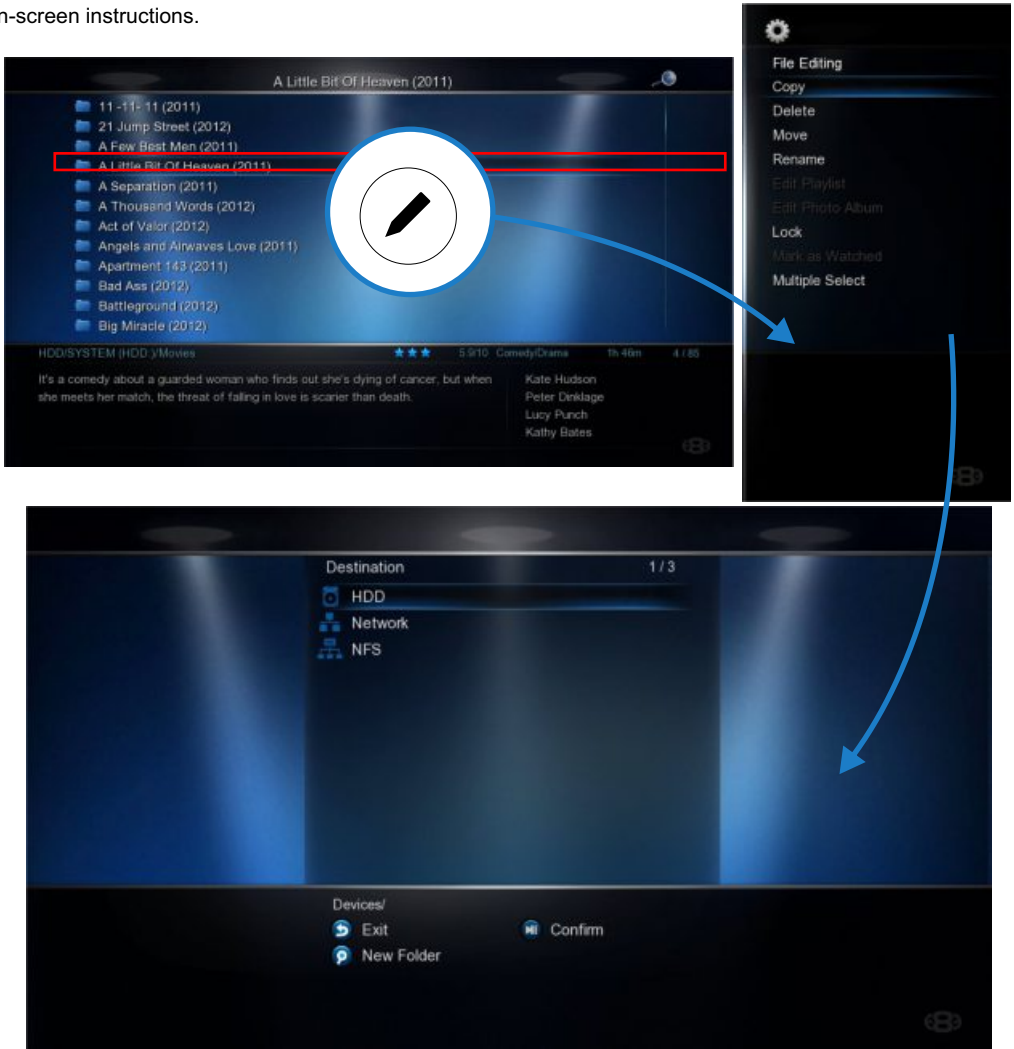 n-screen instructions.
A Little Bit Of Heaven (2011)
11 -11- 11 (2011)
21 Jump Street (2012)
A Few Best Men (2011)
A Little Bit Of Heaven (2011)
A Separation (2011)
A Thousand Words (2012)
Act of Valor (2012)
Angels and Airwaves Love (2011)
Apartment 143 (2011)
Bad Ass (2012)
Battleground (2012)
Big Miracle (2012)
HDD/SYSTEM (HDD )/Movies 5.9/10 Comedy/Drama 1h 46m 4 / 85
It's a comedy about a guarded woman who finds out she's dying of cancer, but when
she meets her match, the threat of falling in love is scarier than death.
Kate Hudson
Peter Dinklage
Lucy Punch
Kathy Bates
File Editing
Copy
Delete
Move
Rename
Edit Playlist
Edit Photo Album
Lock
Mark as Watched
Multiple Select
Destination 1 / 3
HDD
Network
NFS
Devices/
Exit Confirm
New Folder